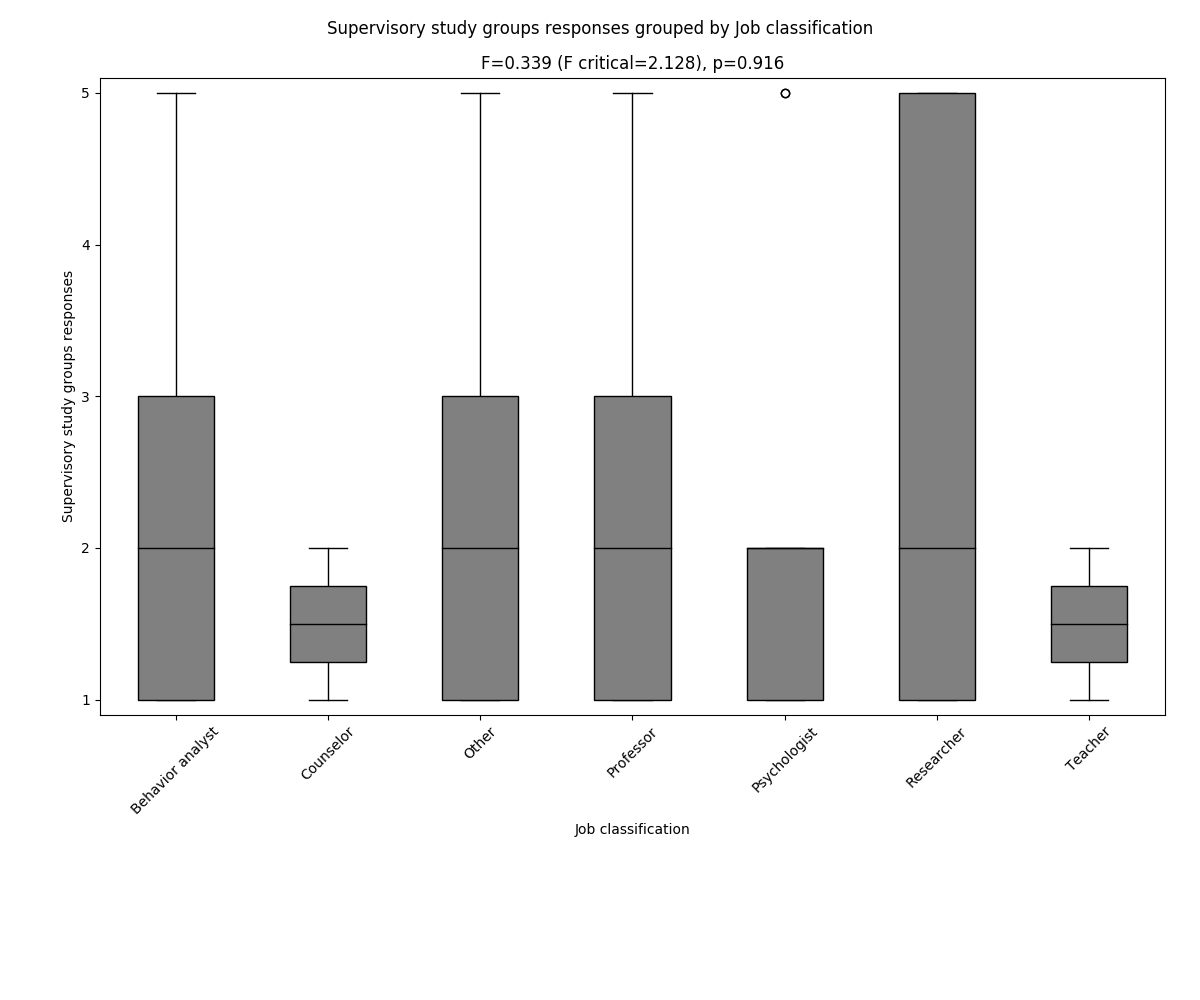 Supervisory study groups responses grouped by Job classification
F=0.339 (F critical=2.128), p=0.916
5
4
3
2
1
Supervisory study groups responses
Behavior analyst
Counselor
Other
Professor
Psychologist
Researcher
Teacher
Job classification